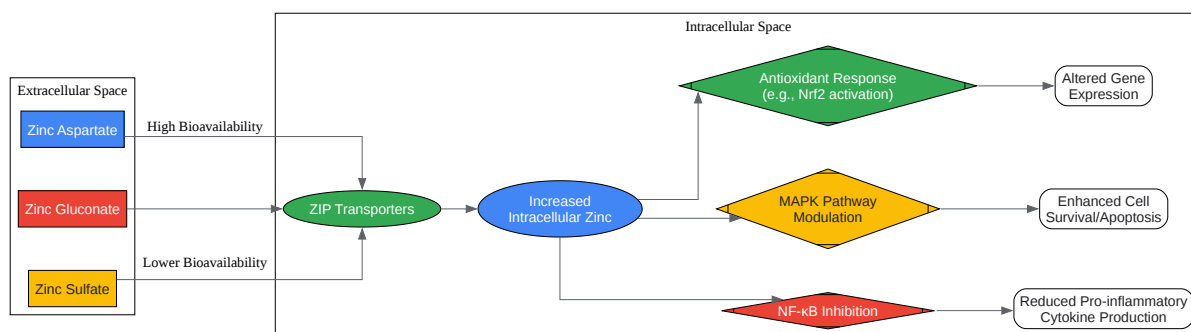 Intracellular Space
Extracellular Space
Zinc Aspartate
High Bioavailability
Zinc Gluconate
Lower Bioavailability
Zinc Sulfate
ZIP Transporters
Increased
Intracellular Zinc
Antioxidant Response
(e.g., Nrf2 activation)
Altered Gene
Expression
MAPK Pathway
Modulation
Enhanced Cell
Survival/Apoptosis
NF-κB Inhibition
Reduced Pro-inflammatory
Cytokine Production